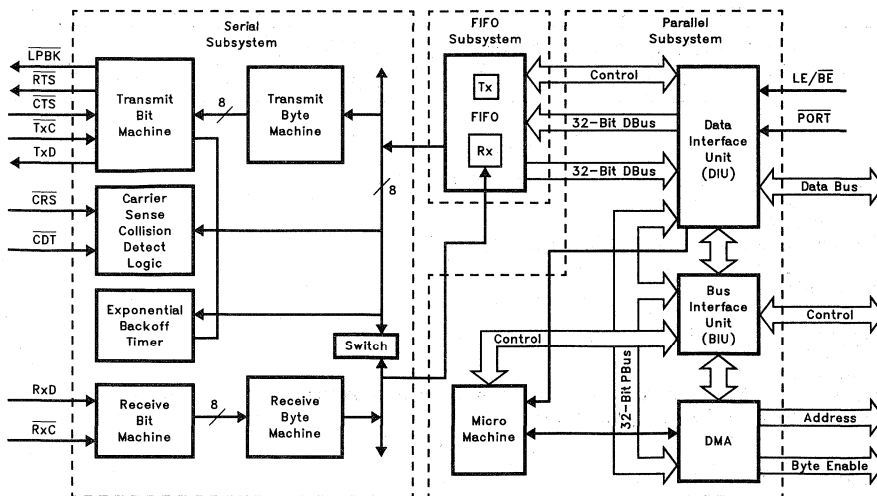 Serial
Subsystem
FIFO
Subsystem
Parallel
Subsystem
LPBK
RTS
CTS
TxC
TxD
Transmit
Bit
Machine
8
Transmit
Byte
Machine
8
Tx
FIFO
Rx
Control
32-Bit DBus
32-Bit DBus
Data
Interface
Unit
(DIU)
LE/BE
PORT
Data Bus
CRS
CDT
Carrier
Sense
Collision
Detect
Logic
Exponential
Backoff
Timer
Switch
Control
Bus
Interface
Unit
(BIU)
Control
32-Bit PBus
RxD
RxC
Receive
Bit
Machine
8
Receive
Byte
Machine
Micro
Machine
DMA
Address
Byte Enable